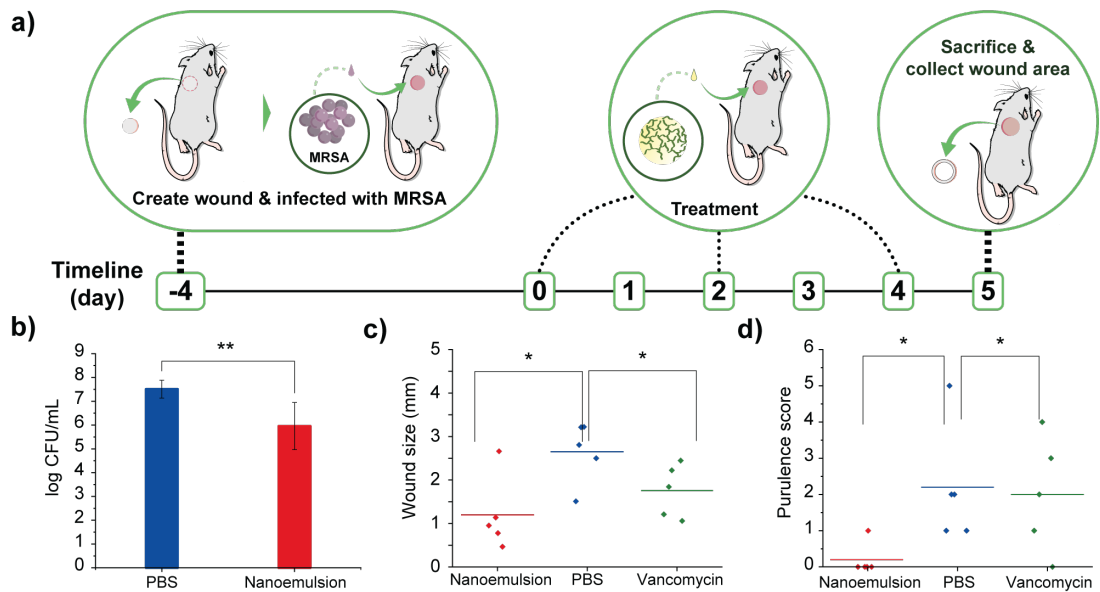 a)
MRSA
Create wound & infected with MRSA
Treatment
Sacrifice &
collect wound area
Timeline
(day)
-4
0
1
2
3
4
5
b)
**
9
8
7
6
5
4
3
2
1
0
log CFU/mL
PBS
Nanoemulsion
c)
*
*
5
4
3
2
1
0
Wound size (mm)
Nanoemulsion
PBS
Vancomycin
d)
*
*
6
5
4
3
2
1
0
Purulence score
Nanoemulsion
PBS
Vancomycin